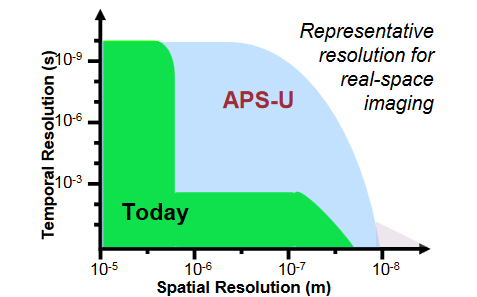 Representative
resolution for
real-space
imaging
Temporal Resolution (s)
10⁻⁹
10⁻⁶
10⁻³
APS-U
Today
10⁻⁵ 10⁻⁶ 10⁻⁷ 10⁻⁸
Spatial Resolution (m)